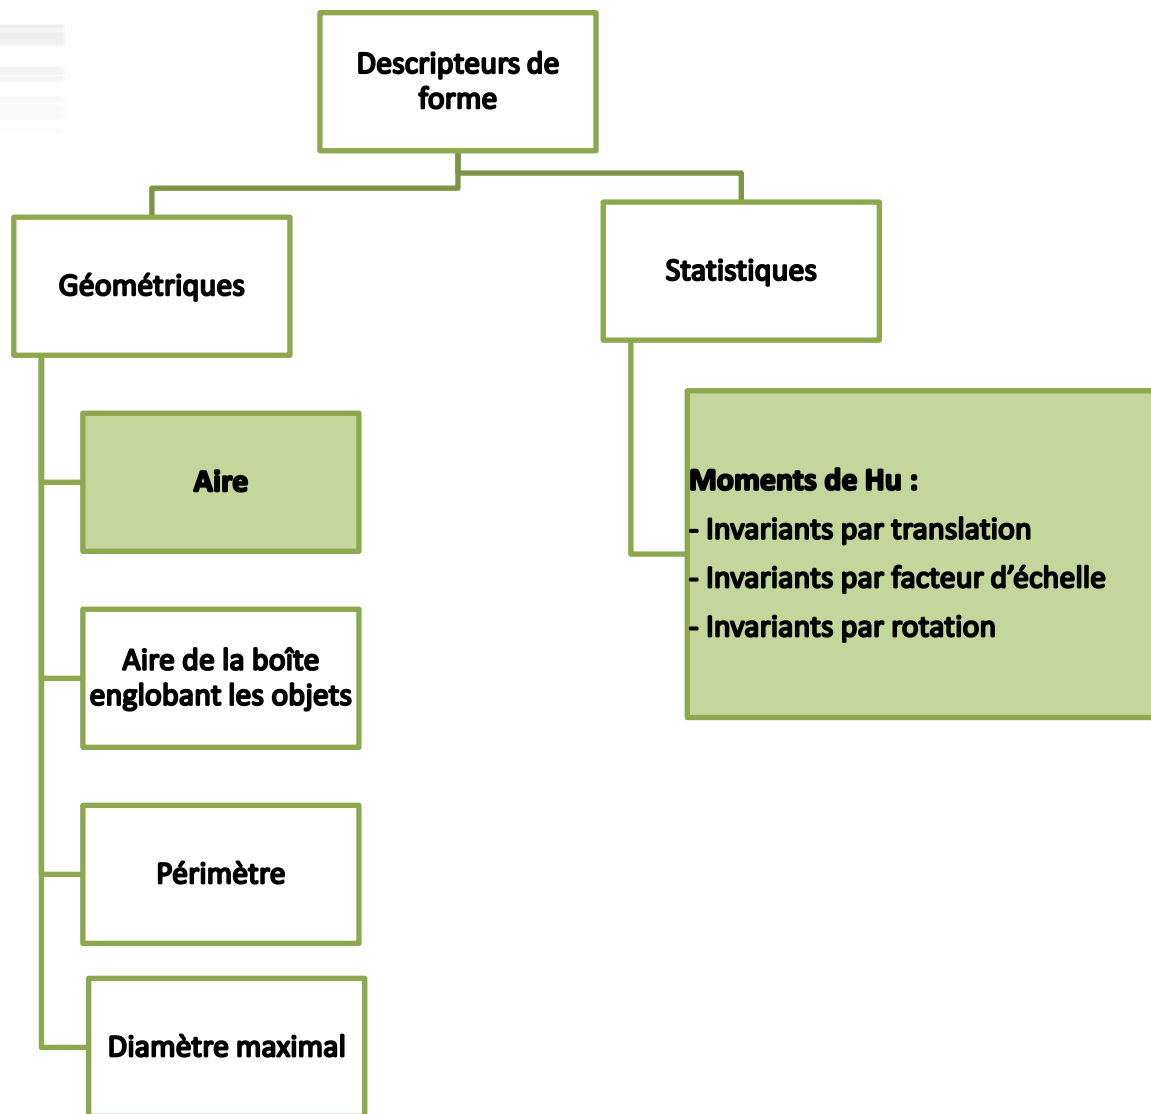 Descripteurs de
forme
Géométriques
Statistiques
Aire
Moments de Hu :
- Invariants par translation
- Invariants par facteur d’échelle
- Invariants par rotation
Aire de la boîte
englobant les objets
Périmètre
Diamètre maximal